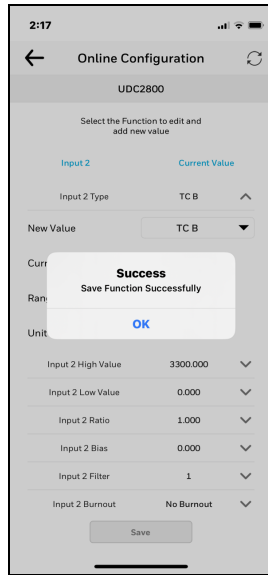 2:17
Online Configuration
UDC2800
Select the Function to edit and
add new value
Input 2 Current Value
Input 2 Type TC B
New Value TC B
Curr
Success
Save Function Successfully
Rang
OK
Unit
Input 2 High Value 3300.000
Input 2 Low Value 0.000
Input 2 Ratio 1.000
Input 2 Bias 0.000
Input 2 Filter 1
Input 2 Burnout No Burnout
Save